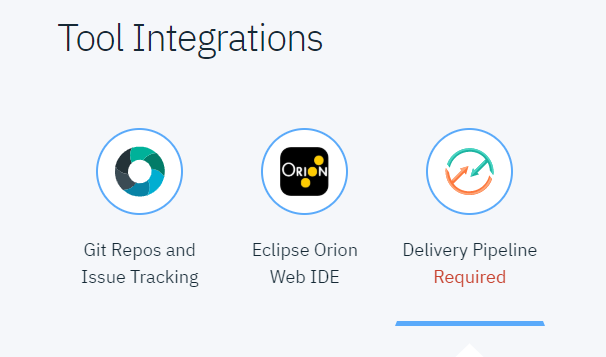 Tool Integrations
ORION
Git Repos and
Issue Tracking
Eclipse Orion
Web IDE
Delivery Pipeline
Required